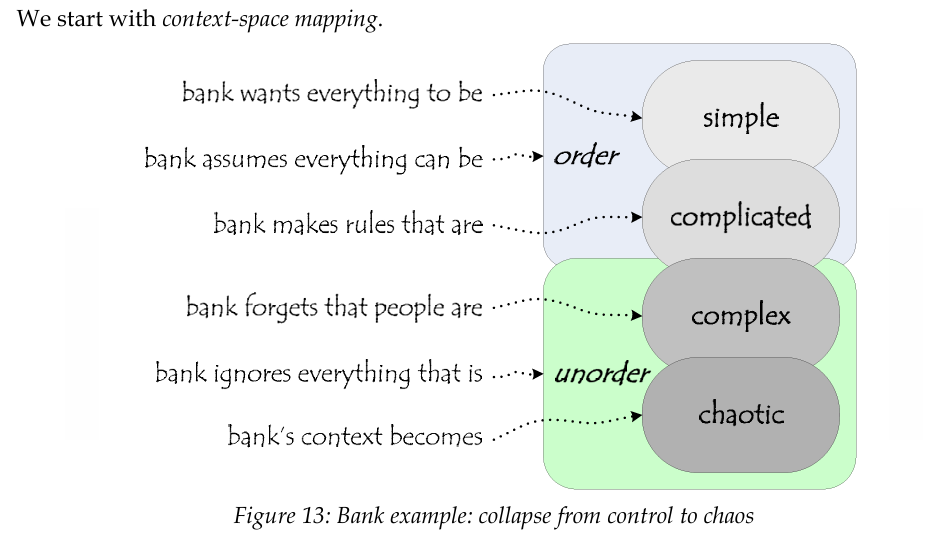 We start with context-space mapping.
bank wants everything to be
simple
bank assumes everything can be
order
bank makes rules that are
complicated
bank forgets that people are
complex
bank ignores everything that is
unorder
bank's context becomes
chaotic
Figure 13: Bank example: collapse from control to chaos